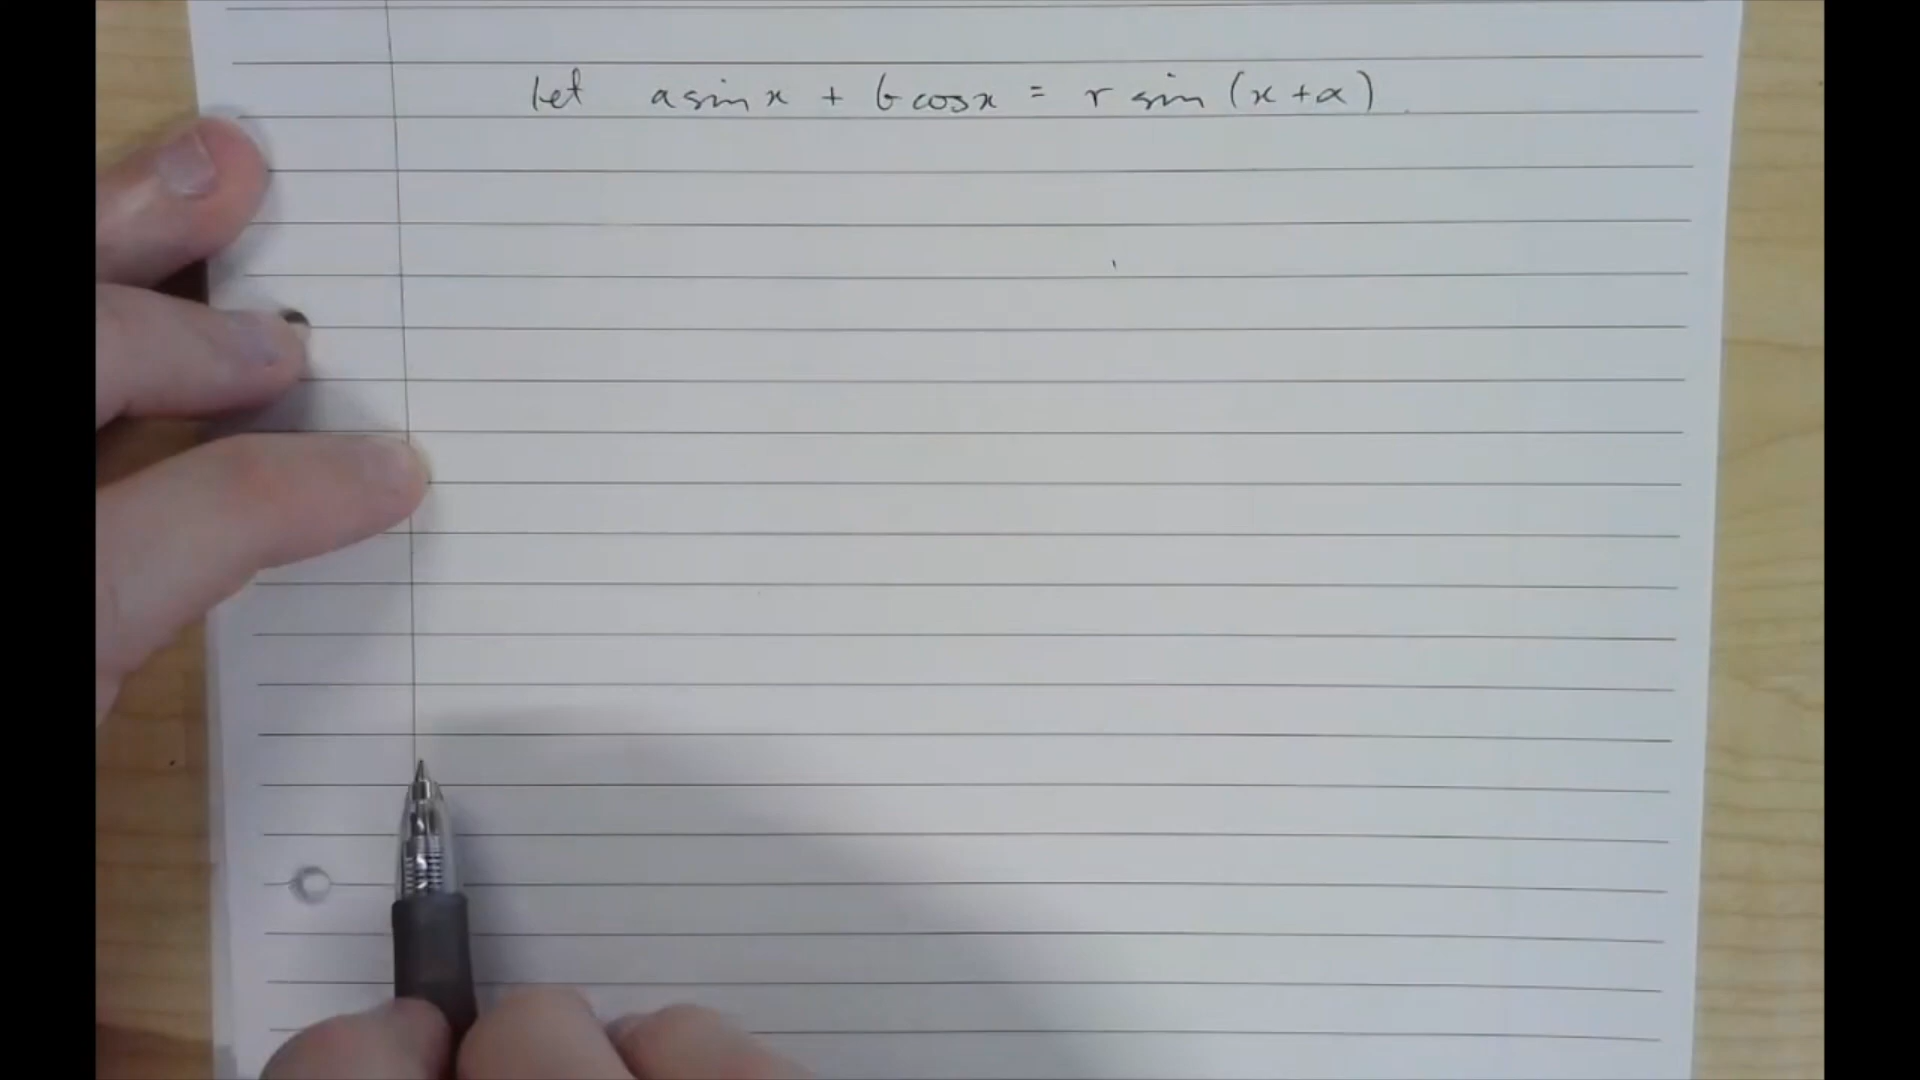 let a sin x + b cos x = r sin (x + α)